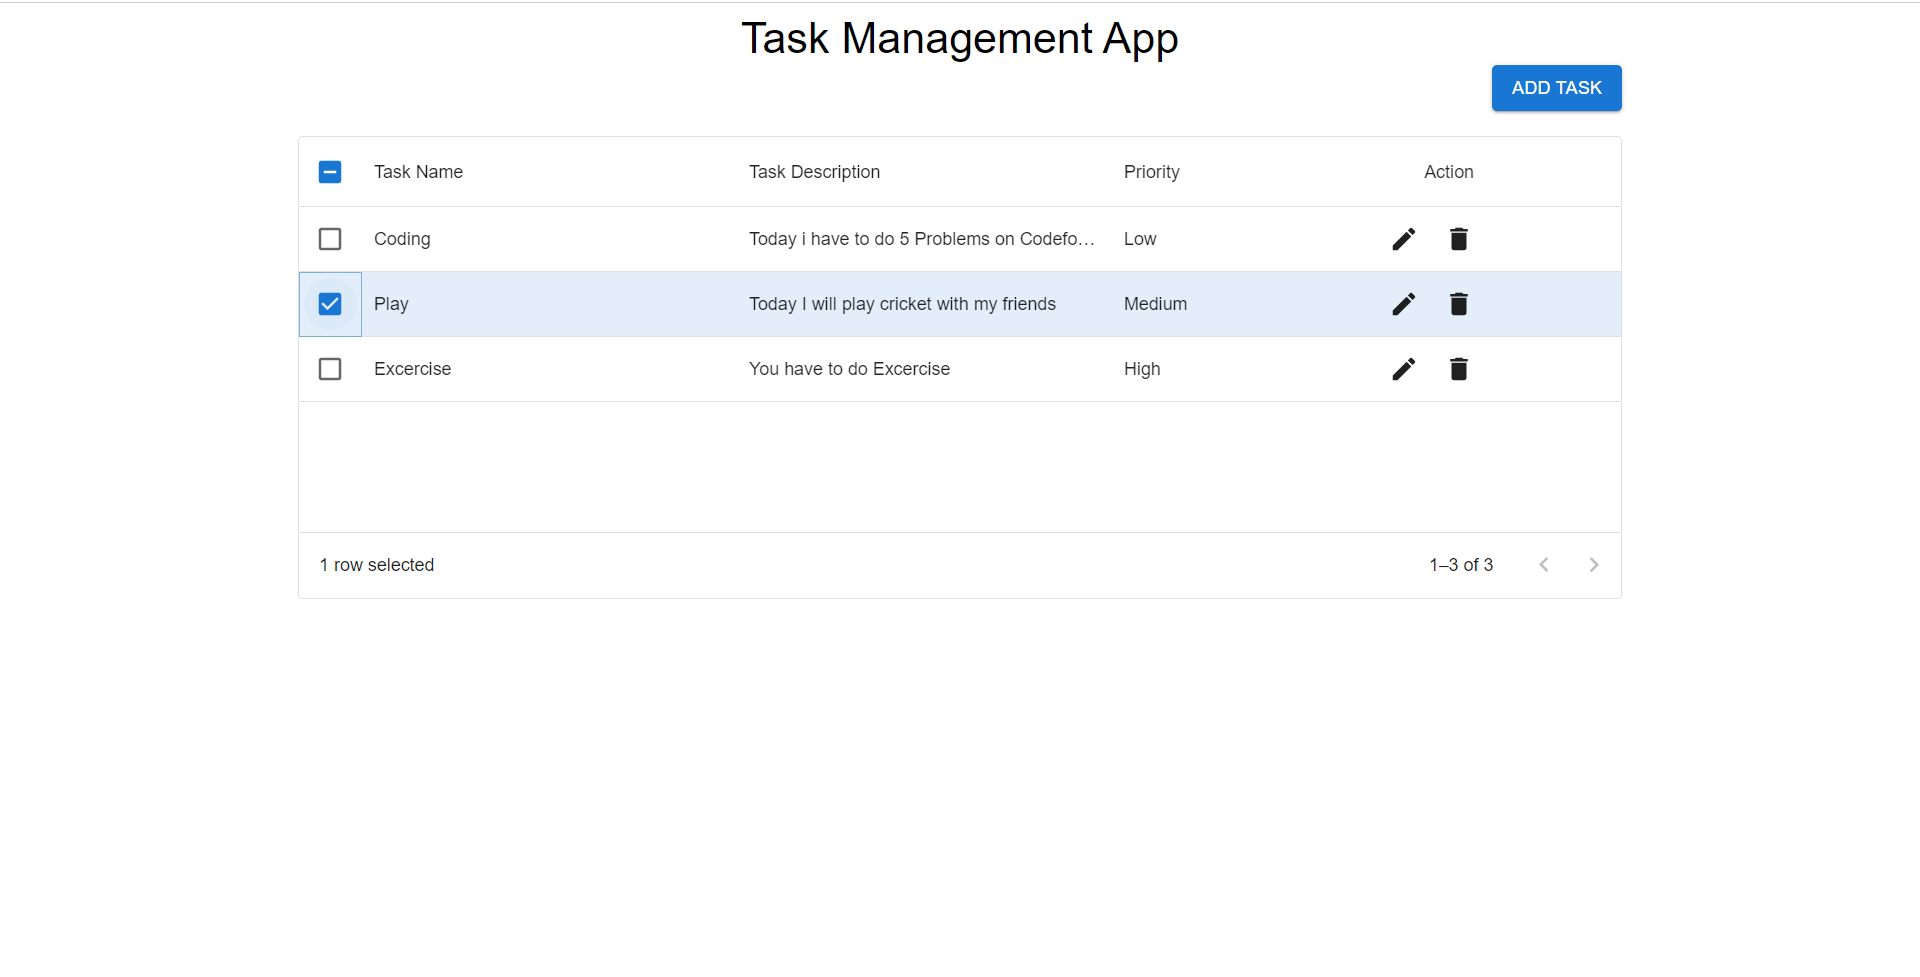 Task Management App
ADD TASK
Task Name Task Description Priority Action
Coding Today i have to do 5 Problems on Codefo... Low
Play Today I will play cricket with my friends Medium
Excercise You have to do Excercise High
1 row selected 1–3 of 3